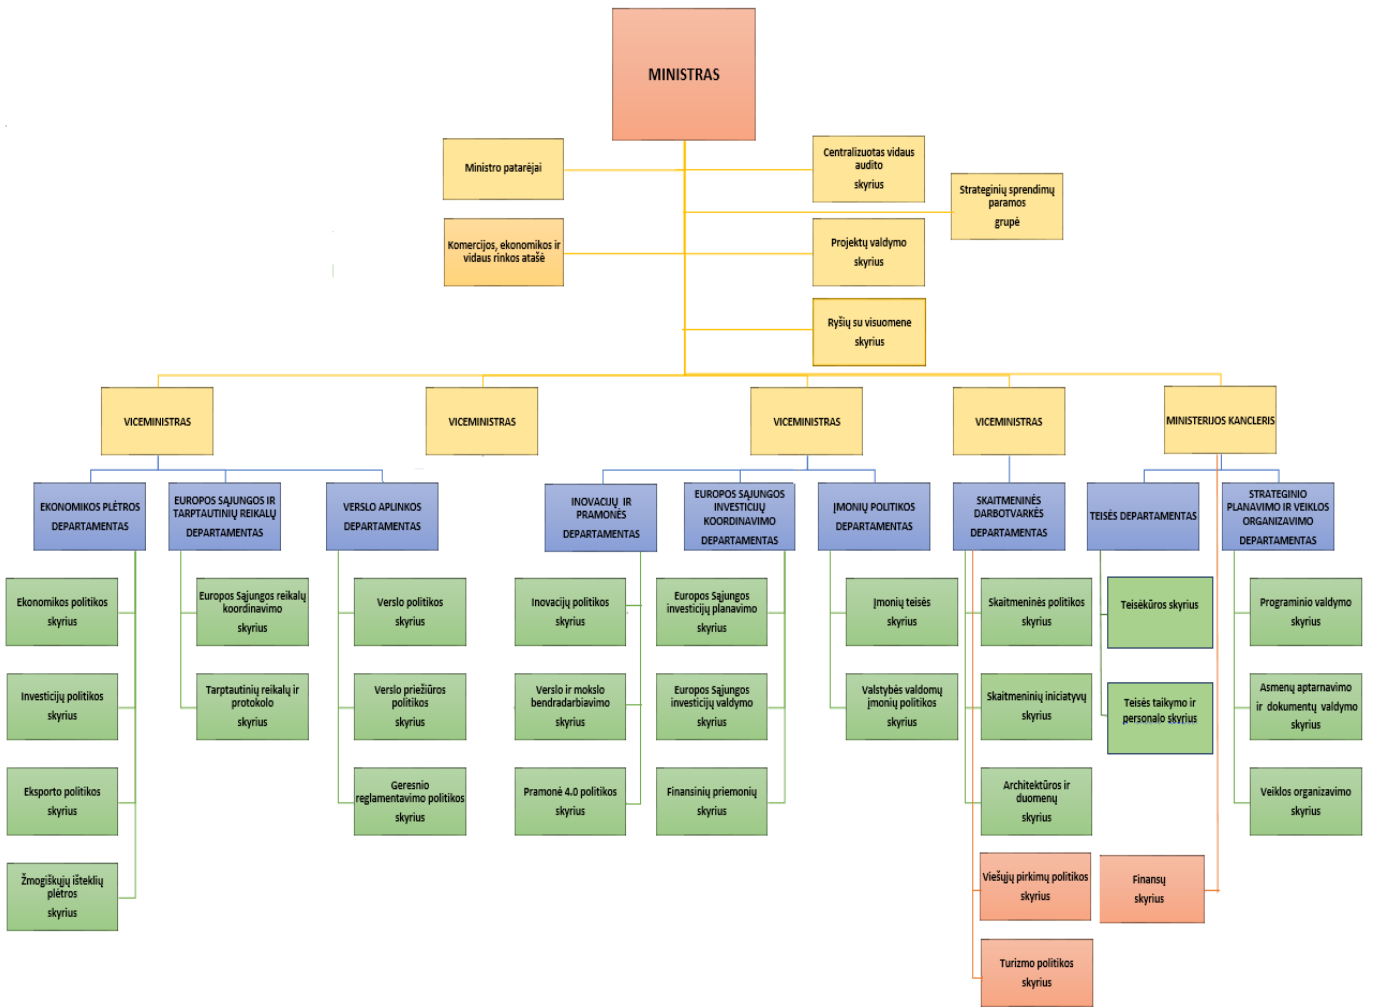 MINISTRAS
Ministro patarėjai
Centralizuotas vidaus
audito
skyrius
Strateginių sprendimų
paramos
grupė
Komercijos, ekonomikos ir
vidaus rinkos atašė
Projektų valdymo
skyrius
Ryšių su visuomene
skyrius
VICEMINISTRAS
VICEMINISTRAS
VICEMINISTRAS
VICEMINISTRAS
MINISTERIJOS KANCLERIS
EKONOMIKOS PLĖTROS
DEPARTAMENTAS
EUROPOS SĄJUNGOS IR
TARPTAUTINIŲ REIKALŲ
DEPARTAMENTAS
VERSLO APLINKOS
DEPARTAMENTAS
INOVACIJŲ IR
PRAMONĖS
DEPARTAMENTAS
EUROPOS SĄJUNGOS
INVESTICIJŲ
KOORDINAVIMO
DEPARTAMENTAS
ĮMONIŲ POLITIKOS
DEPARTAMENTAS
SKAITMENINĖS
DARBOTVARKĖS
DEPARTAMENTAS
TEISĖS DEPARTAMENTAS
STRATEGINIO
PLANAVIMO IR VEIKLOS
ORGANIZAVIMO
DEPARTAMENTAS
Ekonomikos politikos
skyrius
Europos Sąjungos reikalų
koordinavimo
skyrius
Verslo politikos
skyrius
Inovacijų politikos
skyrius
Europos Sąjungos
investicijų planavimo
skyrius
Įmonių teisės
skyrius
Skaitmeninės politikos
skyrius
Teisėkūros skyrius
Programinio valdymo
skyrius
Investicijų politikos
skyrius
Tarptautinių reikalų ir
protokolo
skyrius
Verslo priežiūros
politikos
skyrius
Verslo ir mokslo
bendradarbiavimo
skyrius
Europos Sąjungos
investicijų valdymo
skyrius
Valstybės valdomų
įmonių politikos
skyrius
Skaitmeninių iniciatyvų
skyrius
Teisės taikymo ir
personalo skyrius
Asmenų aptarnavimo
ir dokumentų valdymo
skyrius
Eksporto politikos
skyrius
Geresnio
reglamentavimo politikos
skyrius
Pramonė 4.0 politikos
skyrius
Finansinių priemonių
skyrius
Architektūros ir
duomenų
skyrius
Veiklos organizavimo
skyrius
Žmogiškųjų išteklių
plėtros
skyrius
Viešųjų pirkimų politikos
skyrius
Finansų
skyrius
Turizmo politikos
skyrius